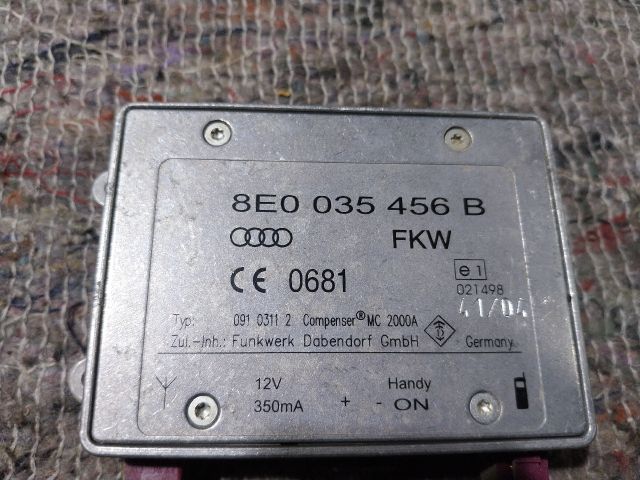 8E0 035 456 B
FKW
CE 0681
e1
021498
41/04
Typ: 091 0311 2 Compenser® MC 2000A
Zul.-Inh.: Funkwerk Dabendorf GmbH Germany
12V Handy
350mA + - ON